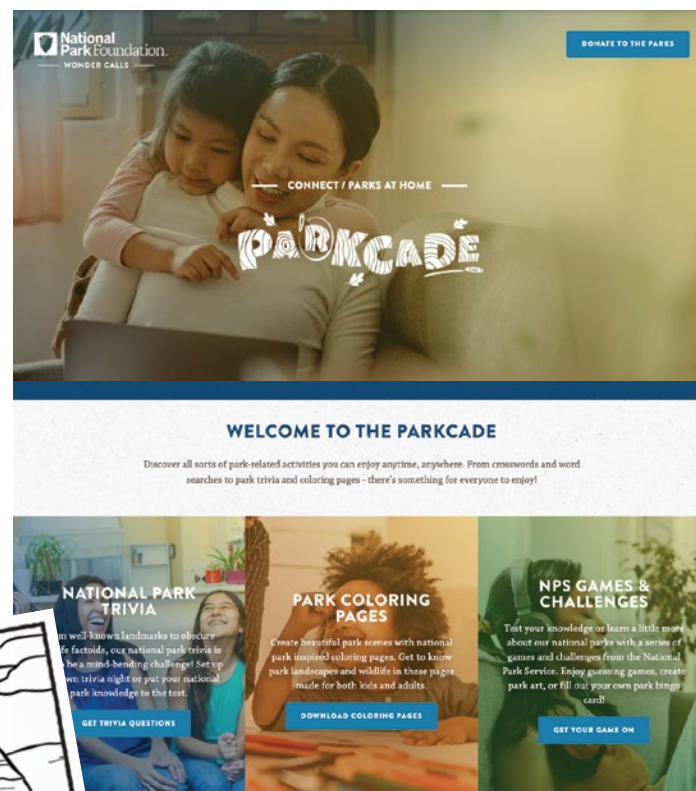 National
Park Foundation
WONDER CALLS
DONATE TO THE PARKS
CONNECT / PARKS AT HOME
PARKCADE
WELCOME TO THE PARKCADE
Discover all sorts of park-related activities you can enjoy anytime, anywhere. From crosswords and word
searches to park trivia and coloring pages - there's something for everyone to enjoy!
NATIONAL PARK
TRIVIA
m well-known landmarks to obscure
fe factoids, our national park trivia is
be a mind-bending challenge! Set up
wn trivia night or put your national
park knowledge to the test.
GET TRIVIA QUESTIONS
PARK COLORING
PAGES
Create beautiful park scenes with national
park inspired coloring pages. Get to know
park landscapes and wildlife in these pages
made for both kids and adults.
DOWNLOAD COLORING PAGES
NPS GAMES &
CHALLENGES
Test your knowledge or learn a little more
about our national parks with a series of
games and challenges from the National
Park Service. Enjoy guessing games, create
park art, or fill out your own park bingo
card!
GET YOUR GAME ON